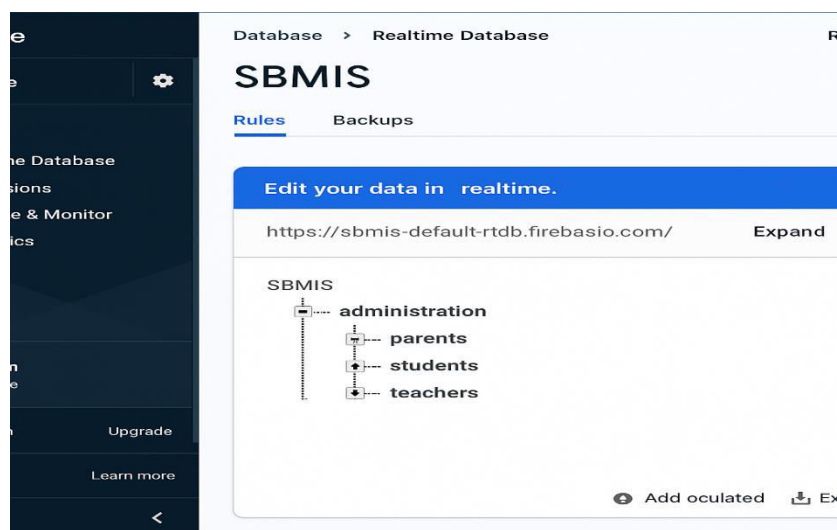 e
Database > Realtime Database R
e
SBMIS
Rules Backups
ne Database
sions
e & Monitor
ics
Edit your data in realtime.
https://sbmis-default-rtdb.firebasio.com/ Expand
SBMIS
administration
parents
students
teachers
n
e
Upgrade
Learn more
<
Add oculated Ex